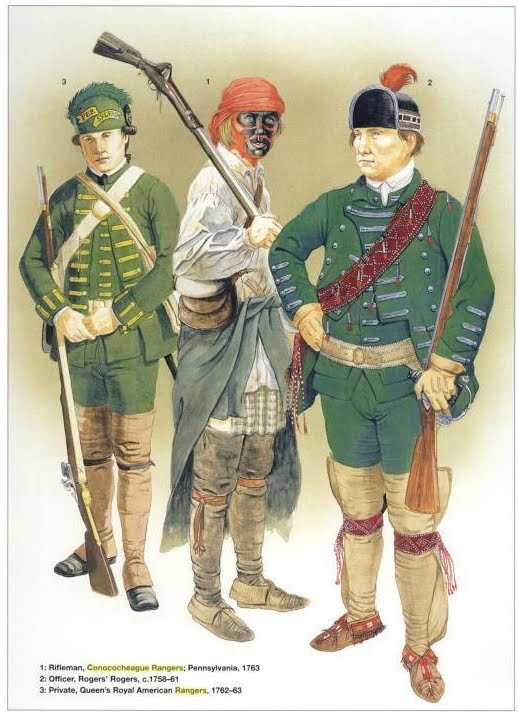 3 1 2
PER
1: Rifleman, Conococheague Rangers; Pennsylvania, 1763
2: Officer, Rogers' Rogers, c.1758–61
3: Private, Queen's Royal American Rangers, 1762–63